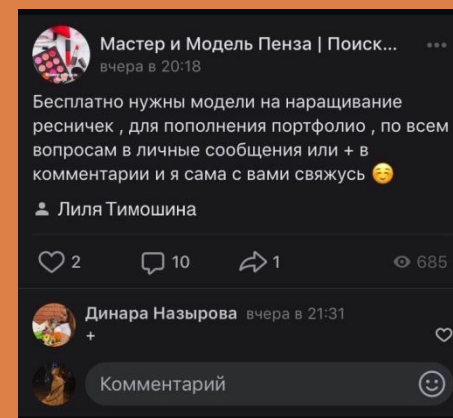 Мастер и Модель Пенза | Поиск...
вчера в 20:18
Бесплатно нужны модели на наращивание
ресничек , для пополнения портфолио , по всем
вопросам в личные сообщения или + в
комментарии и я сама с вами свяжусь ☺️
Лиля Тимошина
2 10 1 685
Динара Назырова вчера в 21:31
+
Комментарий